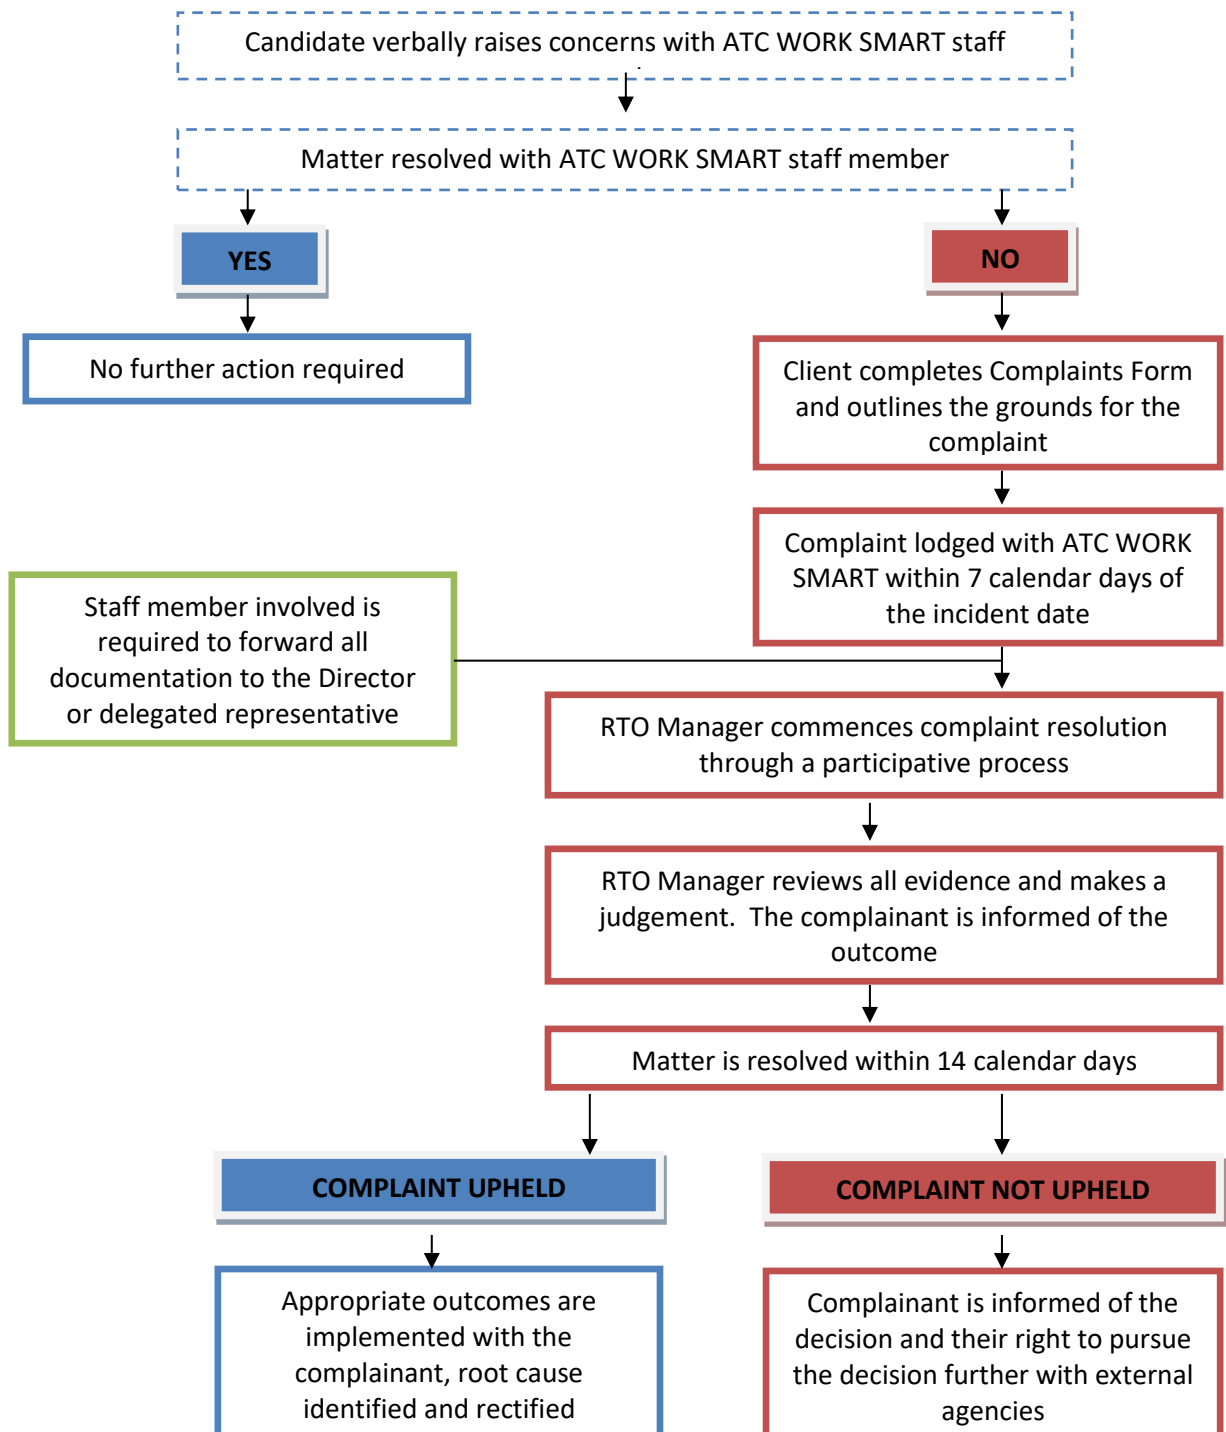 Candidate verbally raises concerns with ATC WORK SMART staff
.
Matter resolved with ATC WORK SMART staff member
YES
NO
No further action required
Client completes Complaints Form
and outlines the grounds for the
complaint
Complaint lodged with ATC WORK
SMART within 7 calendar days of
the incident date
Staff member involved is
required to forward all
documentation to the Director
or delegated representative
RTO Manager commences complaint resolution
through a participative process
RTO Manager reviews all evidence and makes a
judgement.  The complainant is informed of the
outcome
Matter is resolved within 14 calendar days
COMPLAINT UPHELD
COMPLAINT NOT UPHELD
Appropriate outcomes are
implemented with the
complainant, root cause
identified and rectified
Complainant is informed of the
decision and their right to pursue
the decision further with external
agencies